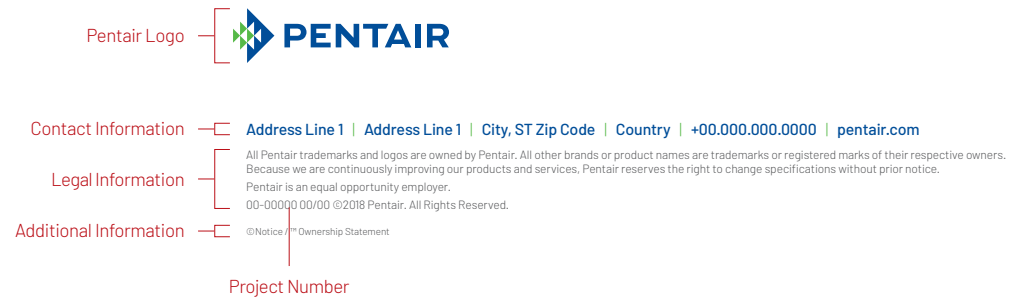 Pentair Logo
PENTAIR
Contact Information
Address Line 1 | Address Line 1 | City, ST Zip Code | Country | +00.000.000.0000 | pentair.com
Legal Information
All Pentair trademarks and logos are owned by Pentair. All other brands or product names are trademarks or registered marks of their respective owners.
Because we are continuously improving our products and services, Pentair reserves the right to change specifications without prior notice.
Pentair is an equal opportunity employer.
00-00000 00/00 ©2018 Pentair. All Rights Reserved.
Additional Information
©Notice / ™ Ownership Statement
Project Number